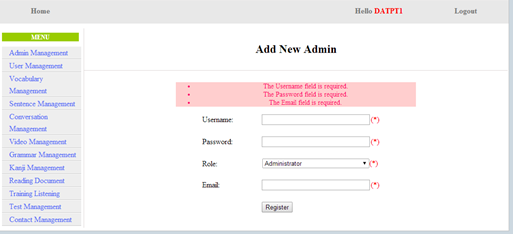 Home Hello DATPT1 Logout
MENU
Admin Management
User Management
Vocabulary
Management
Sentence Management
Conversation
Management
Video Management
Grammar Management
Kanji Management
Reading Document
Training Listening
Test Management
Contact Management
Add New Admin
The Username field is required.
The Password field is required.
The Email field is required.
Username: (*)
Password: (*)
Role: Administrator (*)
Email: (*)
Register